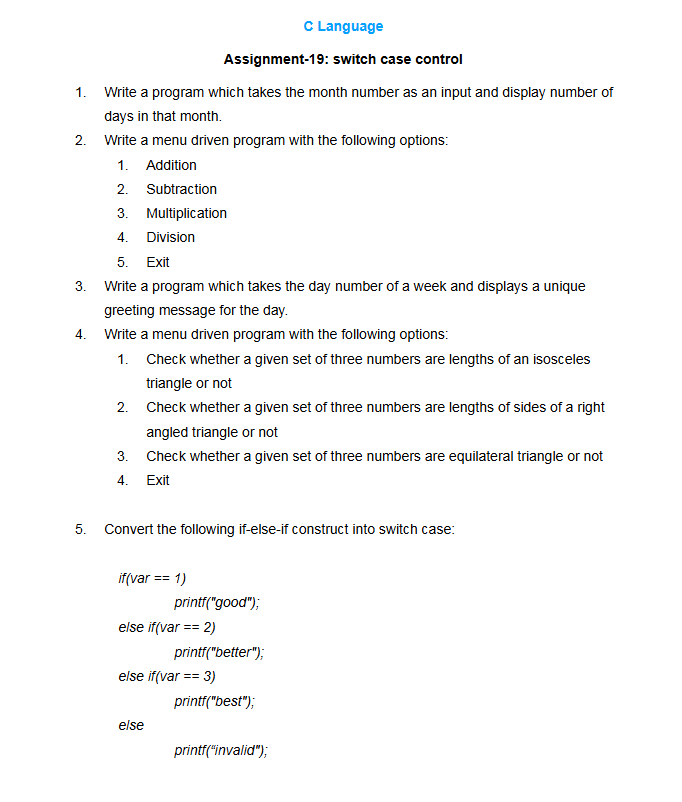 C Language
Assignment-19: switch case control
1. Write a program which takes the month number as an input and display number of
days in that month.
2. Write a menu driven program with the following options:
1. Addition
2. Subtraction
3. Multiplication
4. Division
5. Exit
3. Write a program which takes the day number of a week and displays a unique
greeting message for the day.
4. Write a menu driven program with the following options:
1. Check whether a given set of three numbers are lengths of an isosceles
triangle or not
2. Check whether a given set of three numbers are lengths of sides of a right
angled triangle or not
3. Check whether a given set of three numbers are equilateral triangle or not
4. Exit
5. Convert the following if-else-if construct into switch case:
if(var == 1)
printf("good");
else if(var == 2)
printf("better");
else if(var == 3)
printf("best");
else
printf(“invalid");